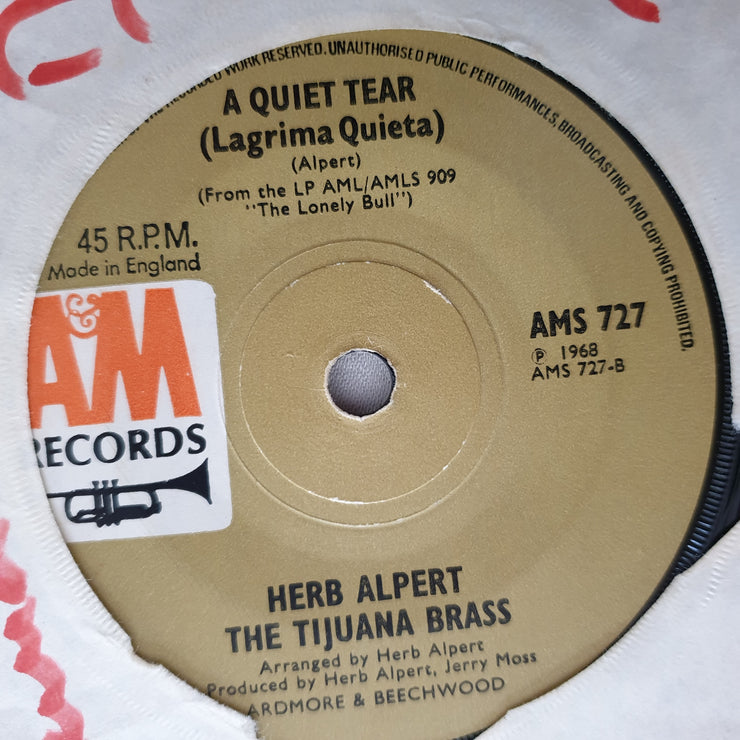 WORK RESERVED. UNAUTHORISED PUBLIC PERFORMANCES, BROADCASTING AND COPYING PROHIBITED.
A QUIET TEAR
(Lagrima Quieta)
(Alpert)
(From the LP AML/AMLS 909
"The Lonely Bull")
45 R.P.M.
Made in England
A&M
RECORDS
AMS 727
℗ 1968
AMS 727-B
HERB ALPERT
THE TIJUANA BRASS
Arranged by Herb Alpert
Produced by Herb Alpert, Jerry Moss
ARDMORE & BEECHWOOD